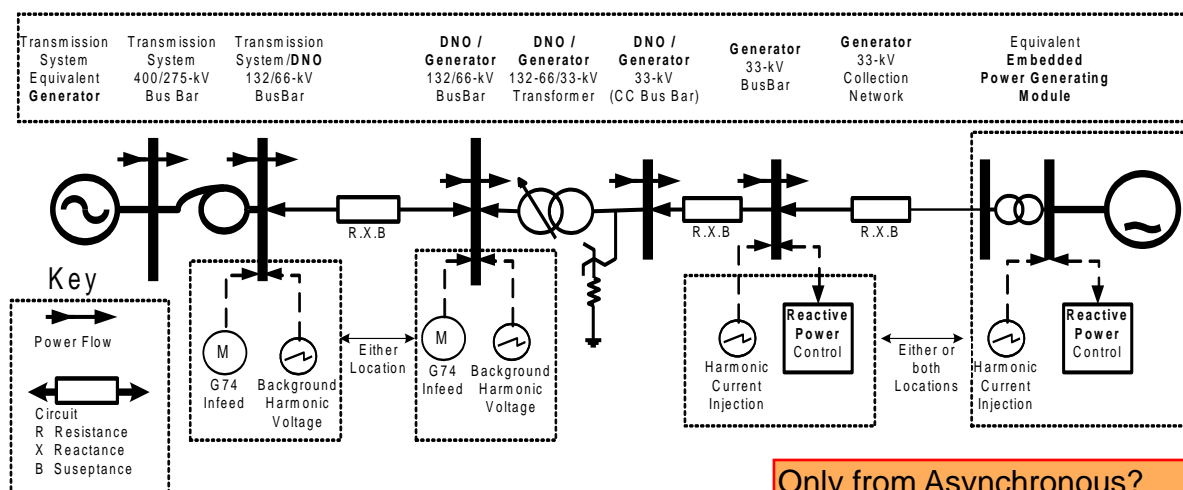 Transmission
System
Equivalent
Generator
Transmission
System
400/275-kV
Bus Bar
Transmission
System/DNO
132/66-kV
BusBar
DNO /
Generator
132/66-kV
BusBar
DNO /
Generator
132-66/33-kV
Transformer
DNO /
Generator
33-kV
(CC Bus Bar)
Generator
33-kV
BusBar
Generator
33-kV
Collection
Network
Equivalent
Embedded
Power Generating
Module
R.X.B
R.X.B
R.X.B
Key
Power Flow
Circuit
R Resistance
X Reactance
B Suseptance
M
G74
Infeed
Background
Harmonic
Voltage
Either
Location
M
G74
Infeed
Background
Harmonic
Voltage
Harmonic
Current
Injection
Reactive
Power
Control
Either or
both
Locations
Harmonic
Current
Injection
Reactive
Power
Control
Only from Asynchronous?